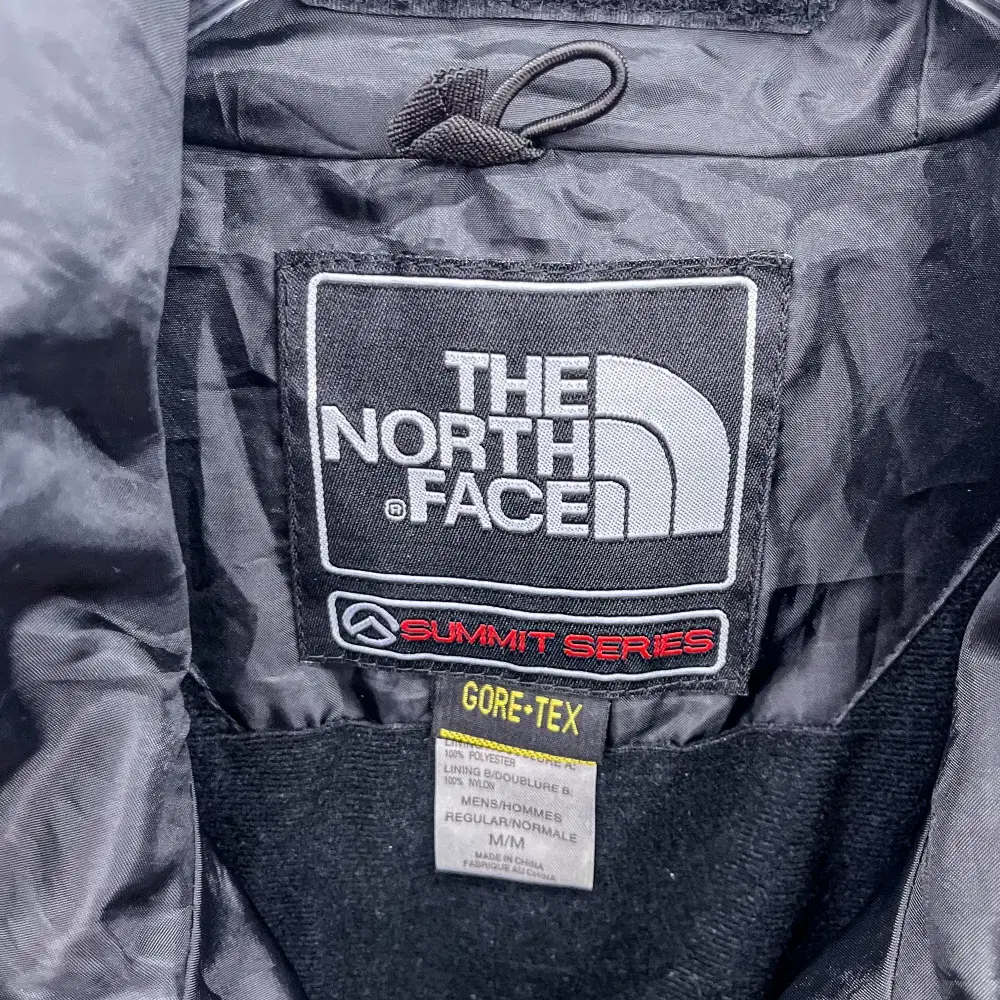 THE
NORTH
® FACE
SUMMIT SERIES
GORE-TEX
100% POLYESTER
LINING B/DOUBLURE B:
100% NYLON
MENS/HOMMES
REGULAR/NORMALE
M/M
MADE IN CHINA
FABRIQUE AU CHINA